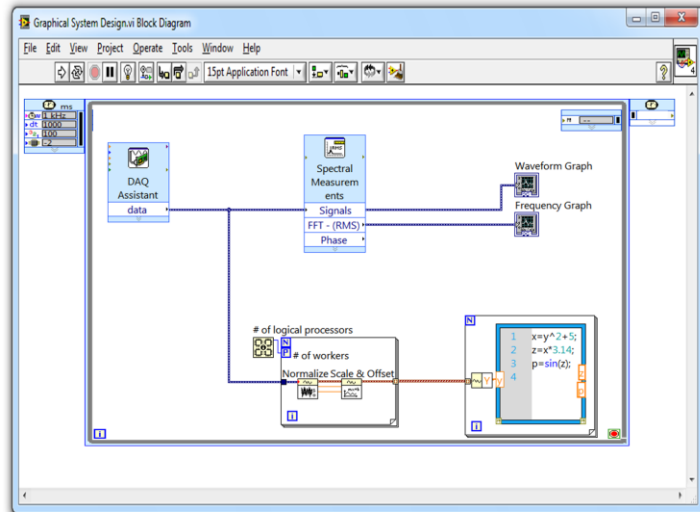 Graphical System Design.vi Block Diagram
File Edit View Project Operate Tools Window Help
15pt Application Font
4
ms
1 kHz
dt 1000
100
-2
DAQ
Assistant
data
Spectral
Measurem
ents
Signals
FFT - (RMS)
Phase
Waveform Graph
Frequency Graph
# of logical processors
N
P
# of workers
Normalize Scale & Offset
i
N
Y
y
1 x=y^2+5;
2 z=x*3.14;
3 p=sin(z);
4
i
i